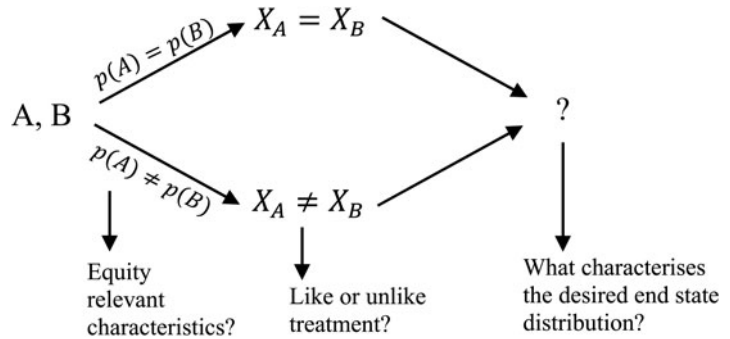 p(A) = p(B)
X_A = X_B
A, B
?
p(A) ≠ p(B)
X_A ≠ X_B
Equity
relevant
characteristics?
Like or unlike
treatment?
What characterises
the desired end state
distribution?